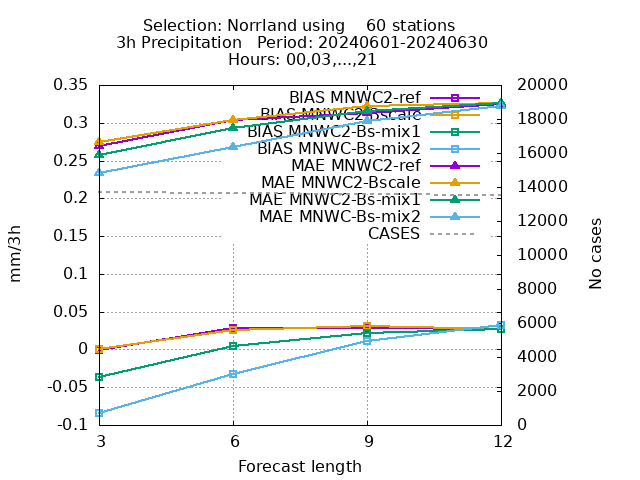 Selection: Norrland using 60 stations
3h Precipitation Period: 20240601-20240630
Hours: 00,03,...,21
0.35
0.3
0.25
0.2
0.15
0.1
0.05
0
-0.05
-0.1
mm/3h
20000
18000
16000
14000
12000
10000
8000
6000
4000
2000
0
No cases
BIAS MNWC2-ref
BIAS MNWC2-Bscale
BIAS MNWC2-Bs-mix1
BIAS MNWC-Bs-mix2
MAE MNWC2-ref
MAE MNWC2-Bscale
MAE MNWC2-Bs-mix1
MAE MNWC-Bs-mix2
CASES
3 6 9 12
Forecast length